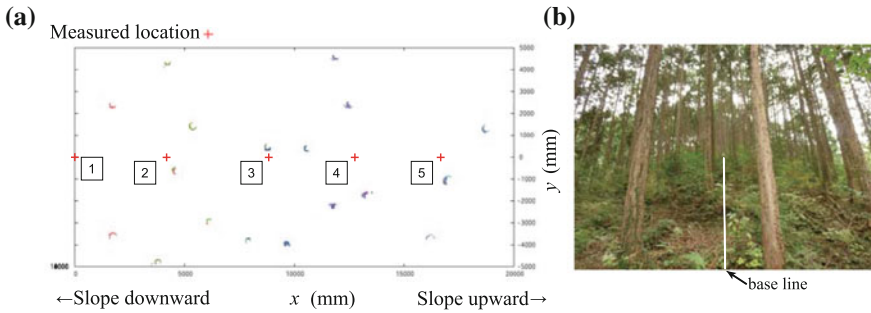 (a)
Measured location
5000
4000
3000
2000
1000
0
-1000
-2000
-3000
-4000
-5000
y (mm)
1
2
3
4
5
0
5000
10000
15000
20000
←Slope downward
x (mm)
Slope upward→
(b)
base line